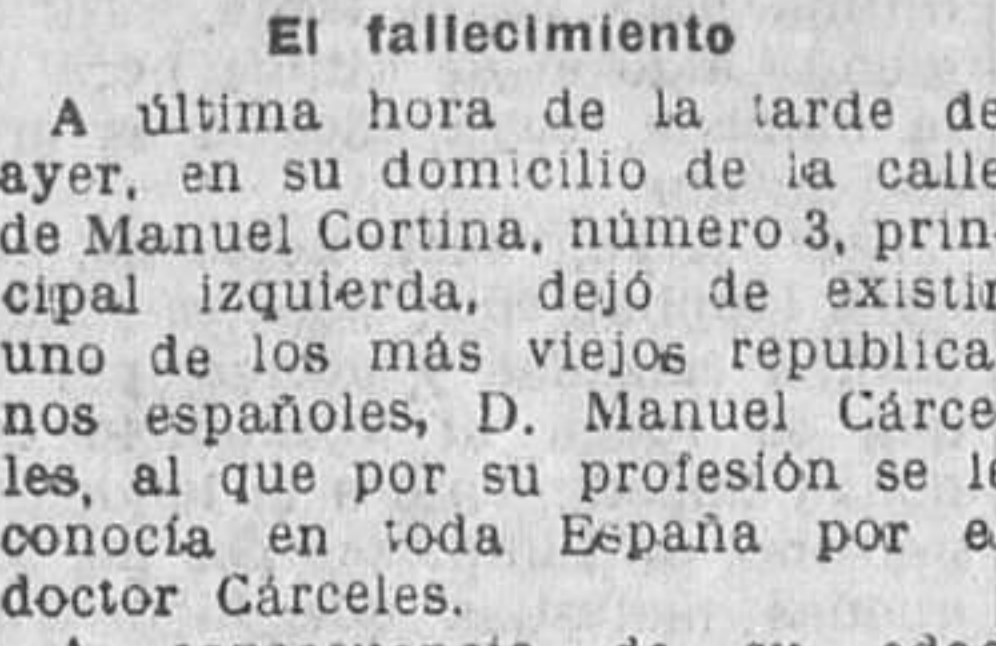 El fallecimiento
A última hora de la tarde de
ayer, en su domicilio de la calle
de Manuel Cortina, número 3, prin-
cipal izquierda, dejó de existir
uno de los más viejos republica-
nos españoles, D. Manuel Cárce-
les, al que por su profesión se le
conocía en toda España por el
doctor Cárceles.